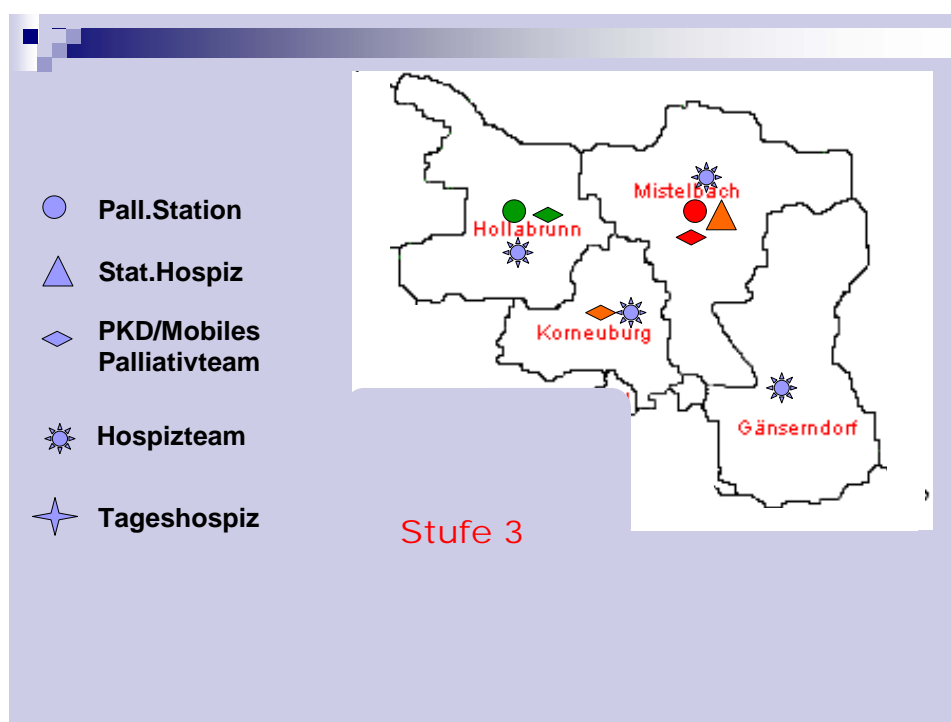 Pall.Station
Stat.Hospiz
PKD/Mobiles
Palliativteam
Hospizteam
Tageshospiz
Mistelbach
Hollabrunn
Korneuburg
Gänserndorf
Stufe 3